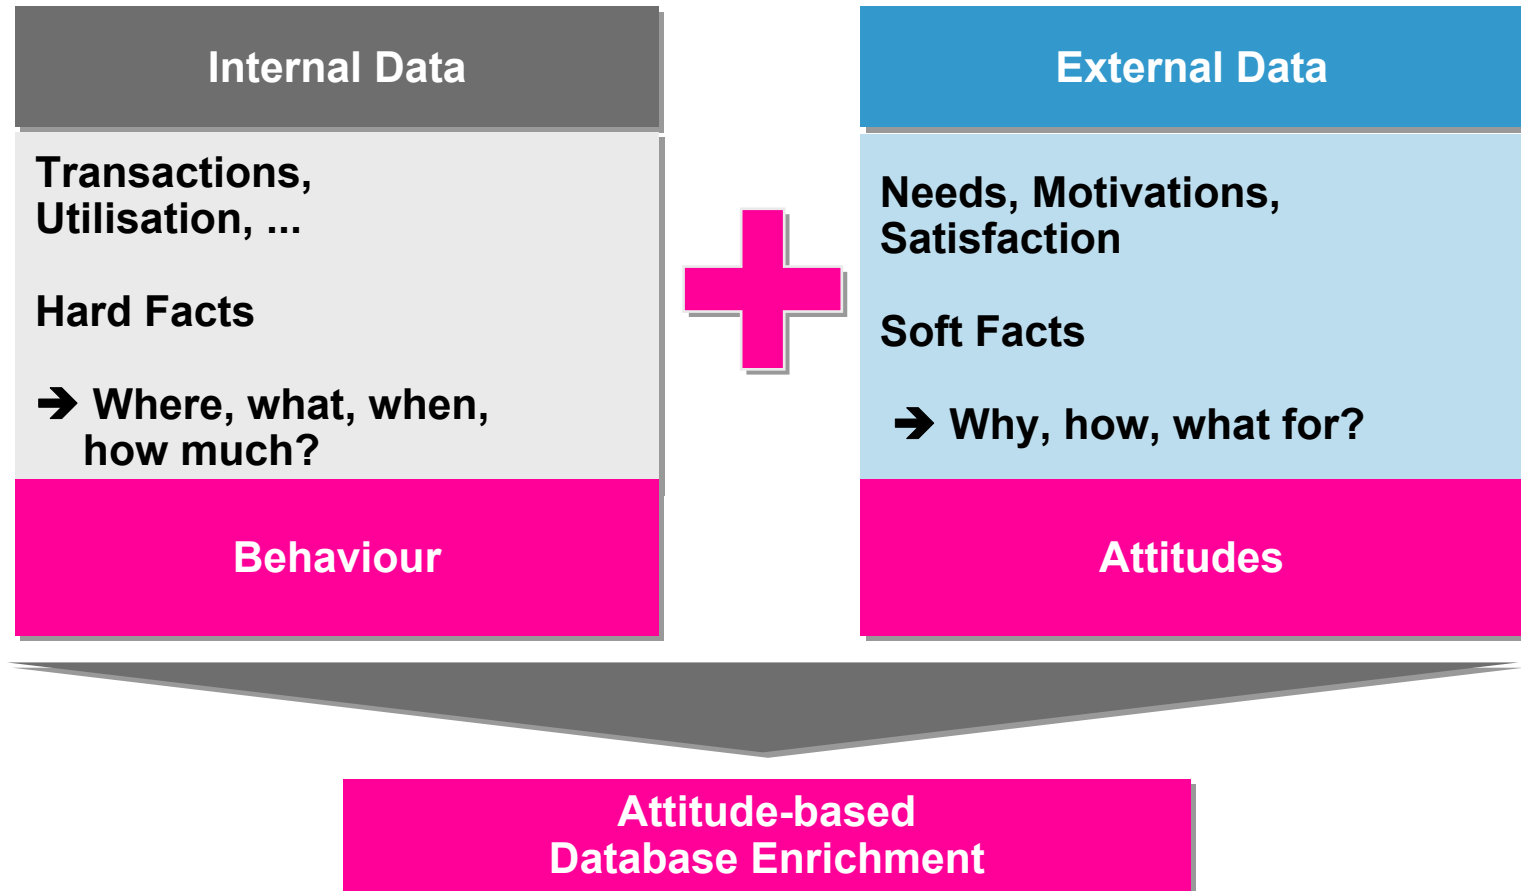 Internal Data
Transactions,
Utilisation, ...
Hard Facts
➔ Where, what, when,
how much?
Behaviour
External Data
Needs, Motivations,
Satisfaction
Soft Facts
➔ Why, how, what for?
Attitudes
Attitude-based
Database Enrichment